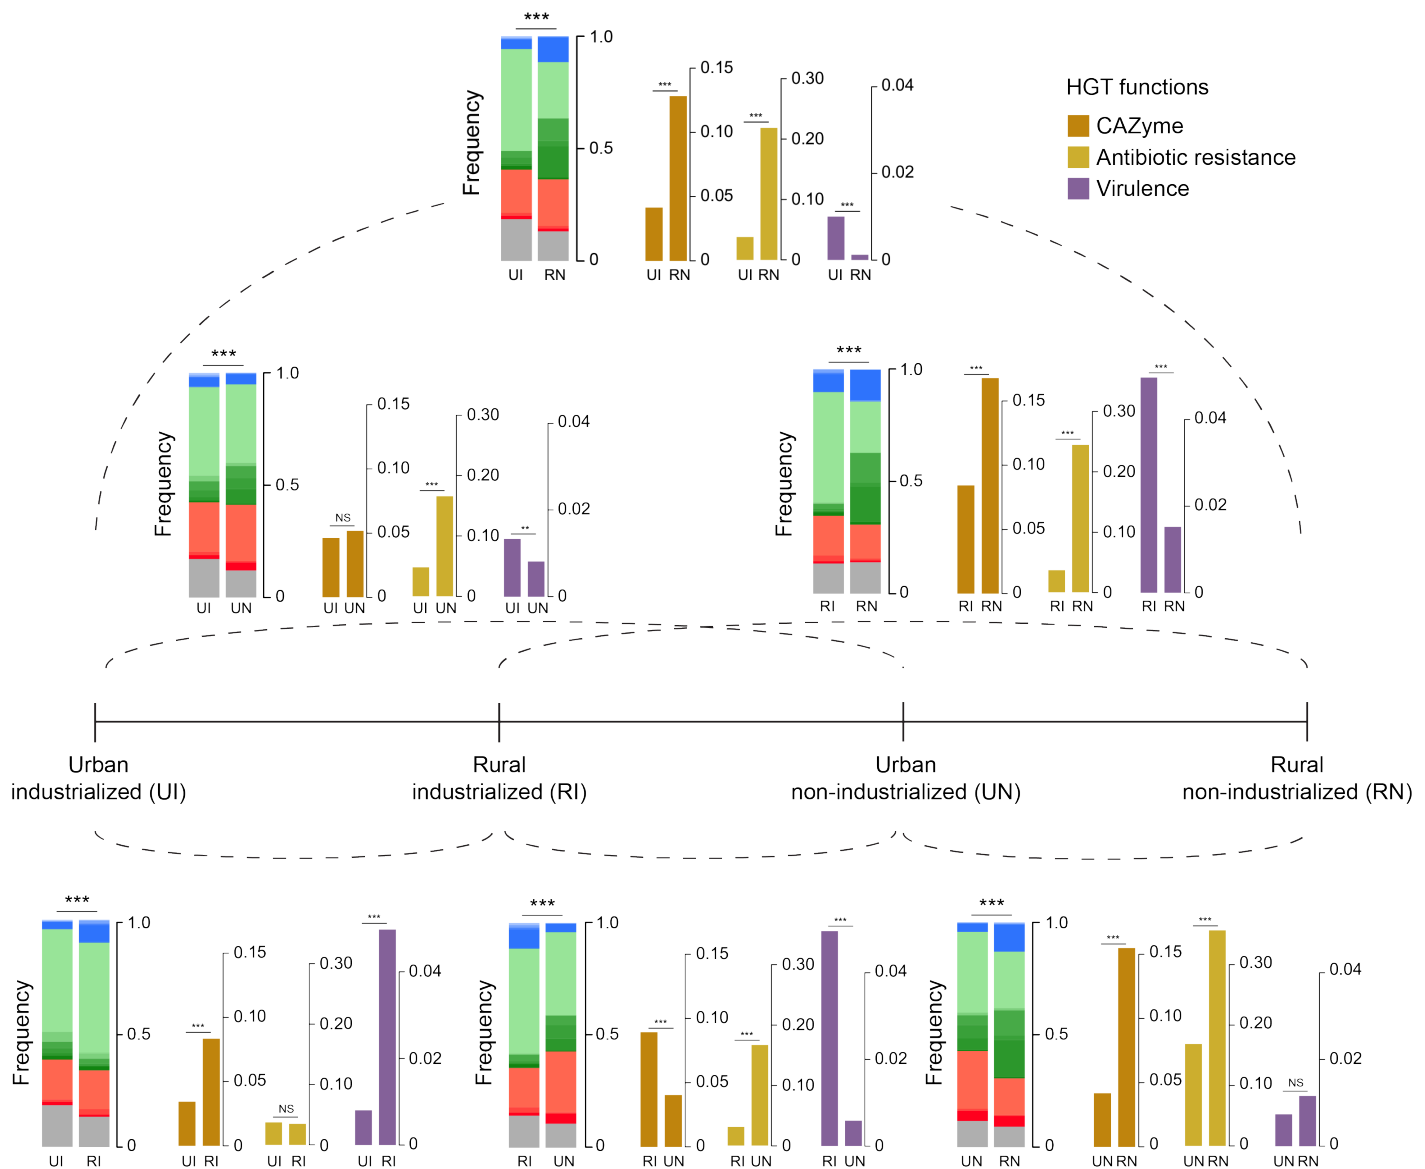 ***
1.0
0.5
0
Frequency
UI RN
***
0.15
0.10
0.05
0
UI RN
***
0.30
0.20
0.10
0
UI RN
***
0.04
0.02
0
UI RN
HGT functions
CAZyme
Antibiotic resistance
Virulence
***
1.0
0.5
0
Frequency
UI UN
NS
0.15
0.10
0.05
0
UI UN
***
0.30
0.20
0.10
0
UI UN
**
0.04
0.02
0
UI UN
***
1.0
0.5
0
Frequency
RI RN
***
0.15
0.10
0.05
0
RI RN
***
0.30
0.20
0.10
0
RI RN
***
0.04
0.02
0
RI RN
Urban
industrialized (UI)
Rural
industrialized (RI)
Urban
non-industrialized (UN)
Rural
non-industrialized (RN)
***
1.0
0.5
0
Frequency
UI RI
***
0.15
0.10
0.05
0
UI RI
NS
0.30
0.20
0.10
0
UI RI
***
0.04
0.02
0
UI RI
***
1.0
0.5
0
Frequency
RI UN
***
0.15
0.10
0.05
0
RI UN
***
0.30
0.20
0.10
0
RI UN
***
0.04
0.02
0
RI UN
***
1.0
0.5
0
Frequency
UN RN
***
0.15
0.10
0.05
0
UN RN
***
0.30
0.20
0.10
0
UN RN
NS
0.04
0.02
0
UN RN